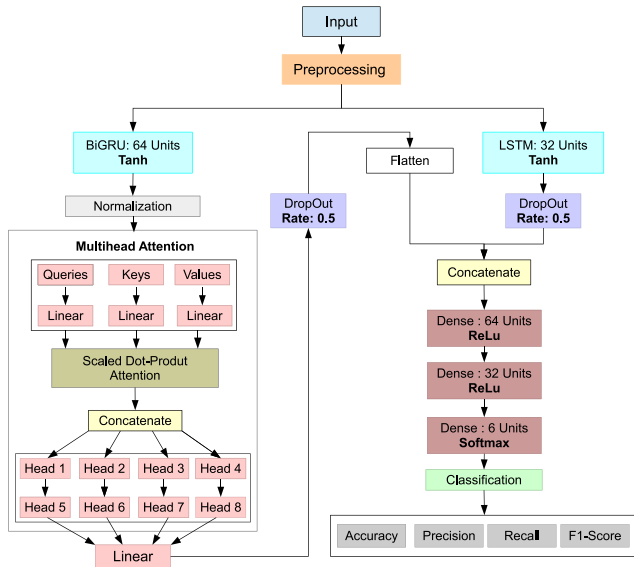 Input
Preprocessing
BiGRU: 64 Units
Tanh
Normalization
Multihead Attention
Queries
Keys
Values
Linear
Linear
Linear
Scaled Dot-Produt
Attention
Concatenate
Head 1
Head 2
Head 3
Head 4
Head 5
Head 6
Head 7
Head 8
Linear
DropOut
Rate: 0.5
Flatten
LSTM: 32 Units
Tanh
DropOut
Rate: 0.5
Concatenate
Dense : 64 Units
ReLu
Dense : 32 Units
ReLu
Dense : 6 Units
Softmax
Classification
Accuracy
Precision
Recall
F1-Score